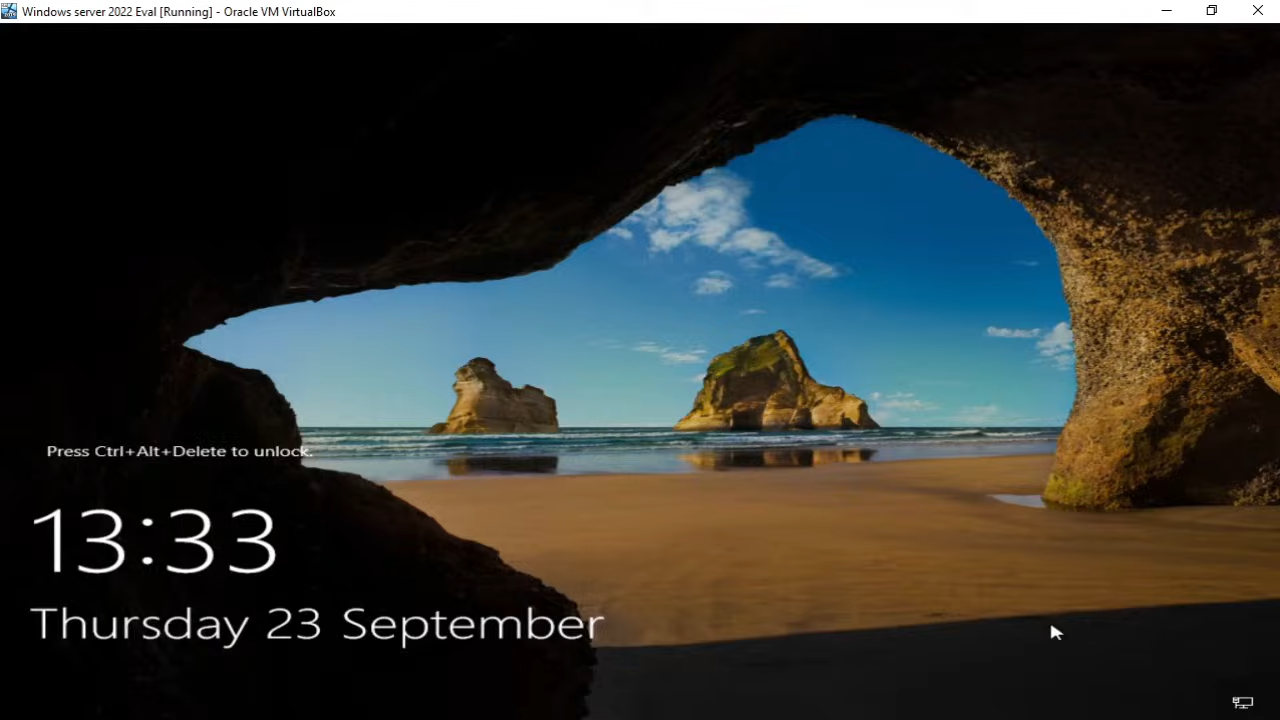 Windows server 2022 Eval [Running] - Oracle VM VirtualBox
Press Ctrl+Alt+Delete to unlock.
13:33
Thursday 23 September